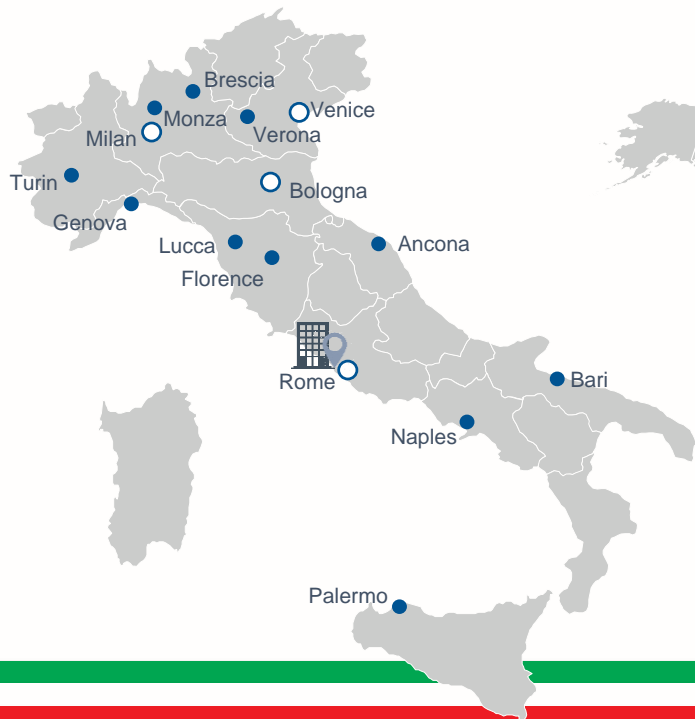 Brescia
Monza
Venice
Milan
Verona
Turin
Bologna
Genova
Lucca
Ancona
Florence
Rome
Bari
Naples
Palermo